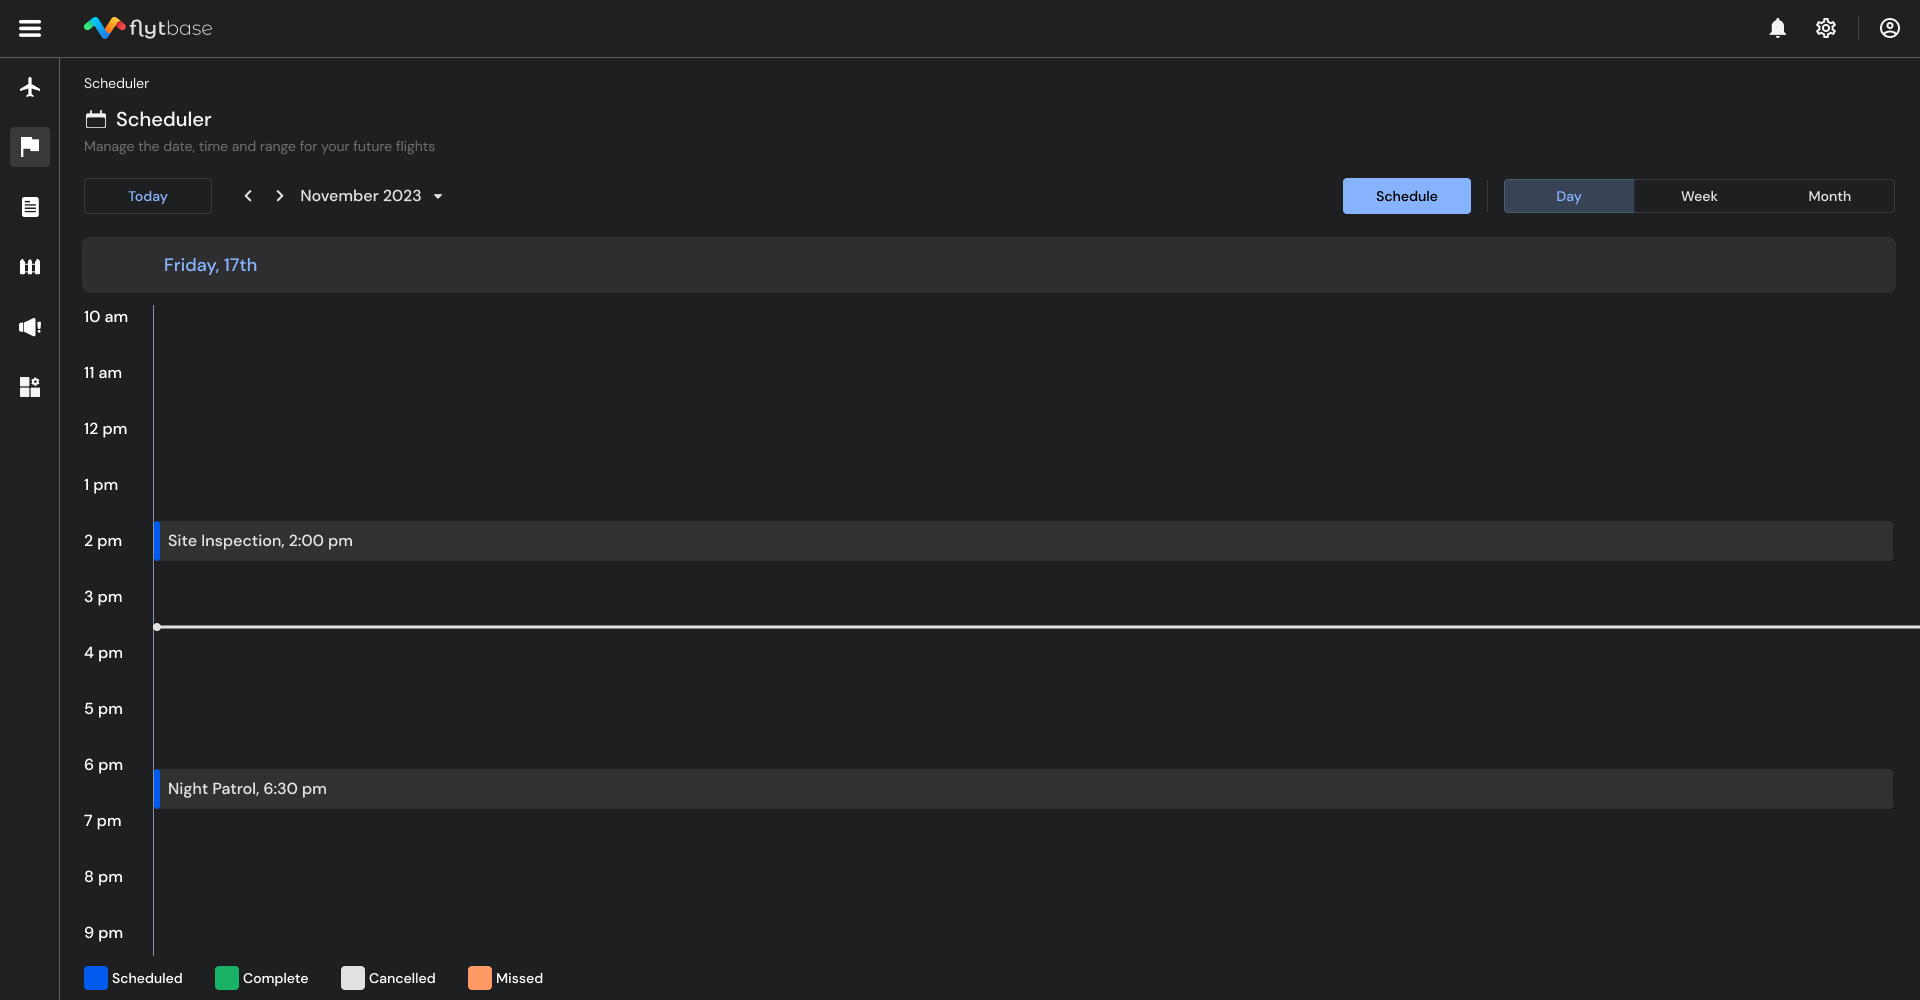 flytbase
Scheduler
Scheduler
Manage the date, time and range for your future flights
Today
November 2023
Schedule
Day
Week
Month
Friday, 17th
10 am
11 am
12 pm
1 pm
2 pm
Site Inspection, 2:00 pm
3 pm
4 pm
5 pm
6 pm
Night Patrol, 6:30 pm
7 pm
8 pm
9 pm
Scheduled
Complete
Cancelled
Missed